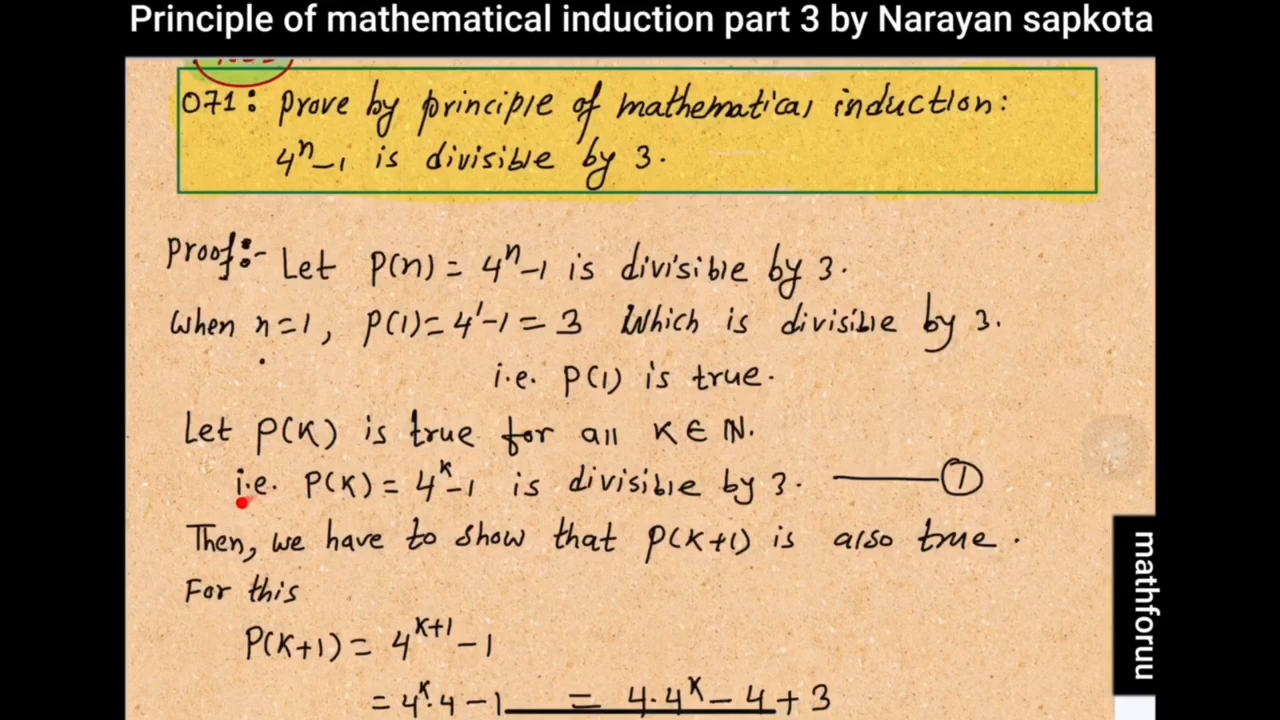 Principle of mathematical induction part 3 by Narayan sapkota
071: Prove by principle of mathematical induction:
4ⁿ-1 is divisible by 3.
Proof:- Let P(n) = 4ⁿ-1 is divisible by 3.
When n=1, P(1)=4¹-1 = 3 Which is divisible by 3.
i.e. P(1) is true.
Let P(K) is true for all K∈ℕ.
i.e. P(K) = 4ᴷ-1 is divisible by 3. ——— ①
Then, we have to show that P(K+1) is also true.
For this
P(K+1) = 4ᴷ⁺¹ - 1
= 4ᴷ·4 - 1 = 4·4ᴷ - 4 + 3
mathforuu